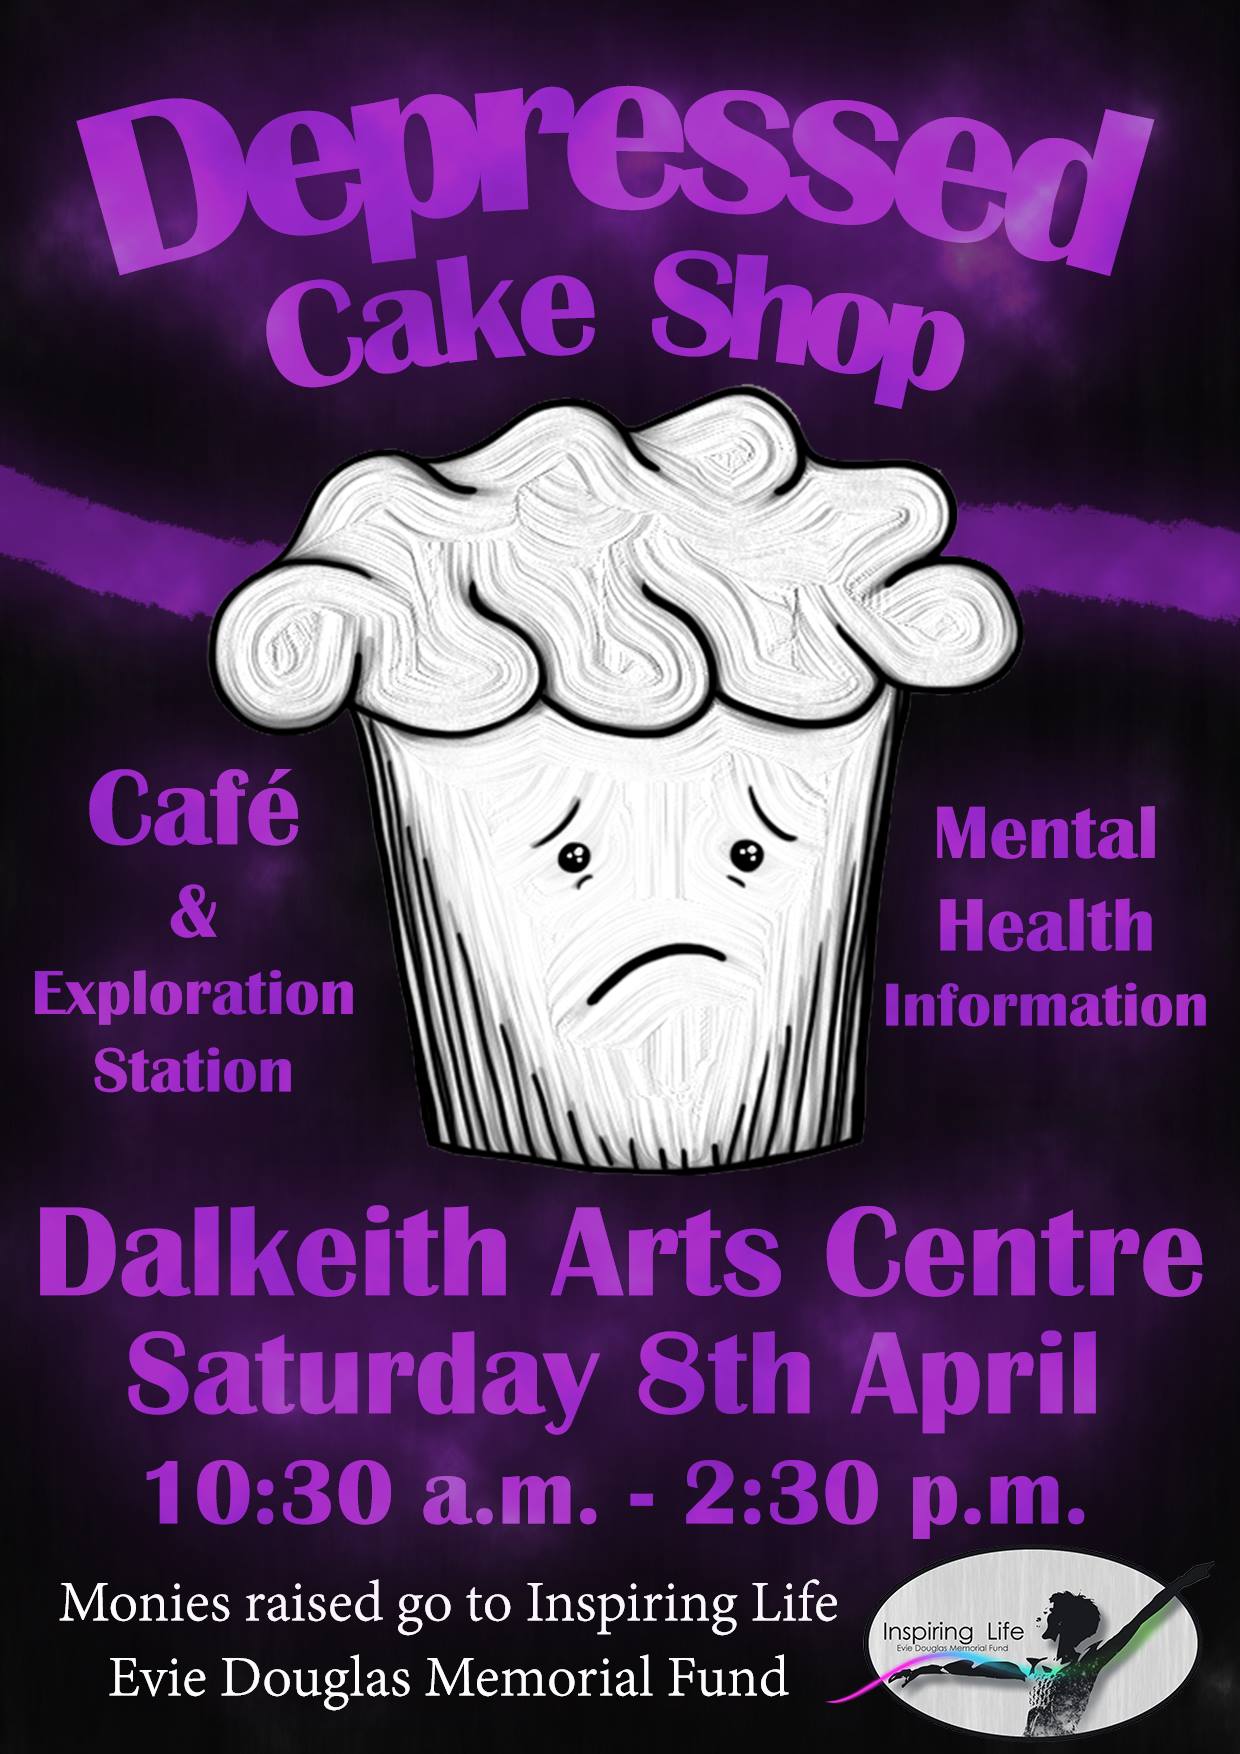 Depressed
Cake Shop
Café
&
Exploration
Station
Mental
Health
Information
Dalkeith Arts Centre
Saturday 8th April
10:30 a.m. - 2:30 p.m.
Monies raised go to Inspiring Life
Evie Douglas Memorial Fund
Inspiring Life
Evie Douglas Memorial Fund